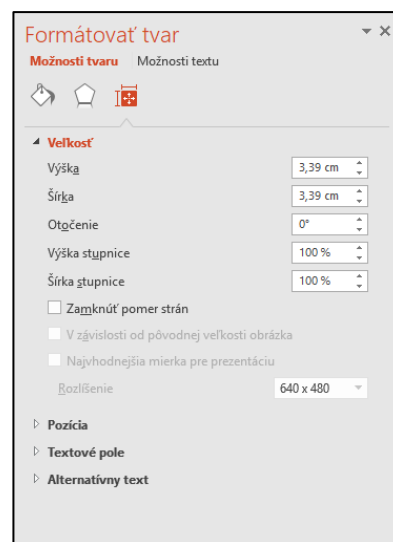 Formátovať tvar
Možnosti tvaru Možnosti textu
Veľkosť
Výška 3,39 cm
Šírka 3,39 cm
Otočenie 0°
Výška stupnice 100 %
Šírka stupnice 100 %
Zamknúť pomer strán
V závislosti od pôvodnej veľkosti obrázka
Najvhodnejšia mierka pre prezentáciu
Rozlíšenie 640 x 480
Pozícia
Textové pole
Alternatívny text